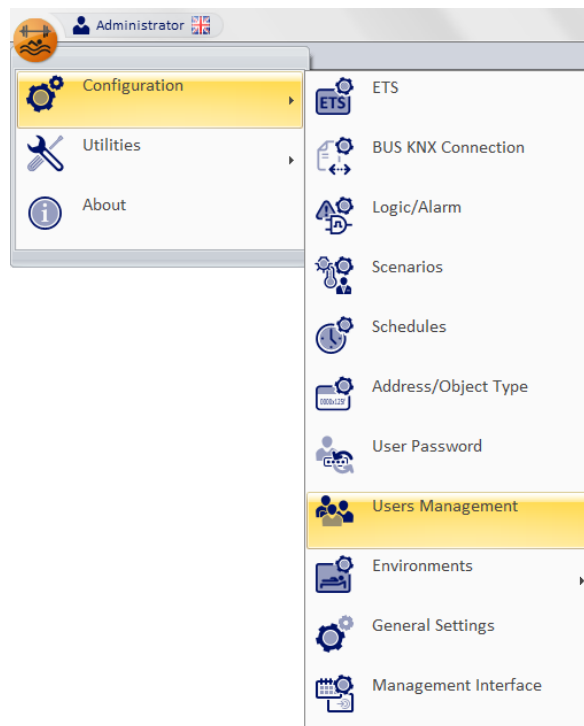 Administrator
Configuration
Utilities
About
ETS
ETS
BUS KNX Connection
Logic/Alarm
Scenarios
Schedules
Address/Object Type
User Password
Users Management
Environments
General Settings
Management Interface